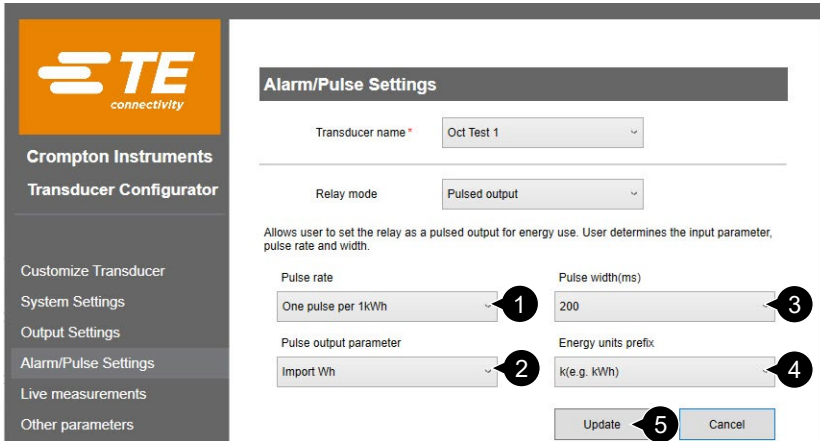 TE
connectivity
Crompton Instruments
Transducer Configurator
Customize Transducer
System Settings
Output Settings
Alarm/Pulse Settings
Live measurements
Other parameters
Alarm/Pulse Settings
Transducer name * Oct Test 1
Relay mode Pulsed output
Allows user to set the relay as a pulsed output for energy use. User determines the input parameter,
pulse rate and width.
Pulse rate Pulse width(ms)
One pulse per 1kWh 1 200 3
Pulse output parameter Energy units prefix
Import Wh 2 k(e.g. kWh) 4
Update 5 Cancel